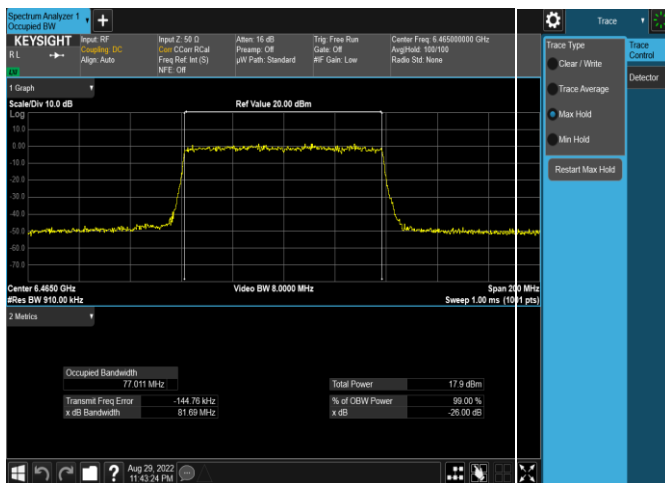 Spectrum Analyzer 1
Occupied BW
+
KEYSIGHT
R L
Input: RF
Coupling: DC
Align: Auto
Input Z: 50 Ω
Corr CCorr RCal
Freq Ref: Int (S)
NFE: Off
Atten: 16 dB
Preamp: Off
µW Path: Standard
Trig: Free Run
Gate: Off
#IF Gain: Low
Center Freq: 6.465000000 GHz
Avg|Hold: 100/100
Radio Std: None
1 Graph
Scale/Div 10.0 dB
Ref Value 20.00 dBm
Log
10.0
0.00
-10.0
-20.0
-30.0
-40.0
-50.0
-60.0
-70.0
Center 6.4650 GHz
Video BW 8.0000 MHz
Span 200 MHz
#Res BW 910.00 kHz
Sweep 1.00 ms (1001 pts)
2 Metrics
Occupied Bandwidth
77.011 MHz
Transmit Freq Error -144.76 kHz
x dB Bandwidth 81.69 MHz
Total Power 17.9 dBm
% of OBW Power 99.00 %
x dB -26.00 dB
?
Aug 29, 2022
11:43:24 PM
Trace
Trace Type
Clear / Write
Trace Average
Max Hold
Min Hold
Restart Max Hold
Trace
Control
Detector